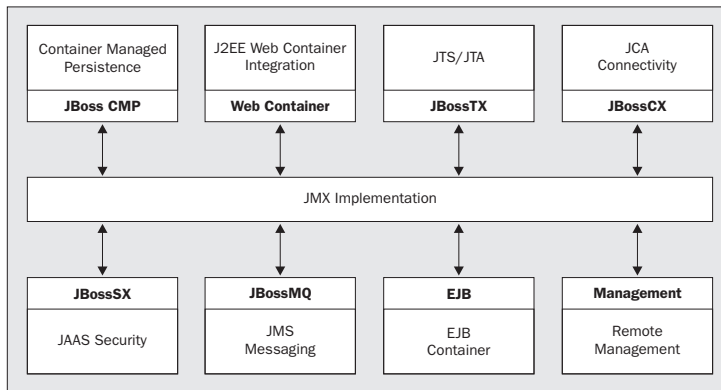 Container Managed
Persistence
JBoss CMP
J2EE Web Container
Integration
Web Container
JTS/JTA
JBossTX
JCA
Connectivity
JBossCX
JMX Implementation
JBossSX
JAAS Security
JBossMQ
JMS
Messaging
EJB
EJB
Container
Management
Remote
Management